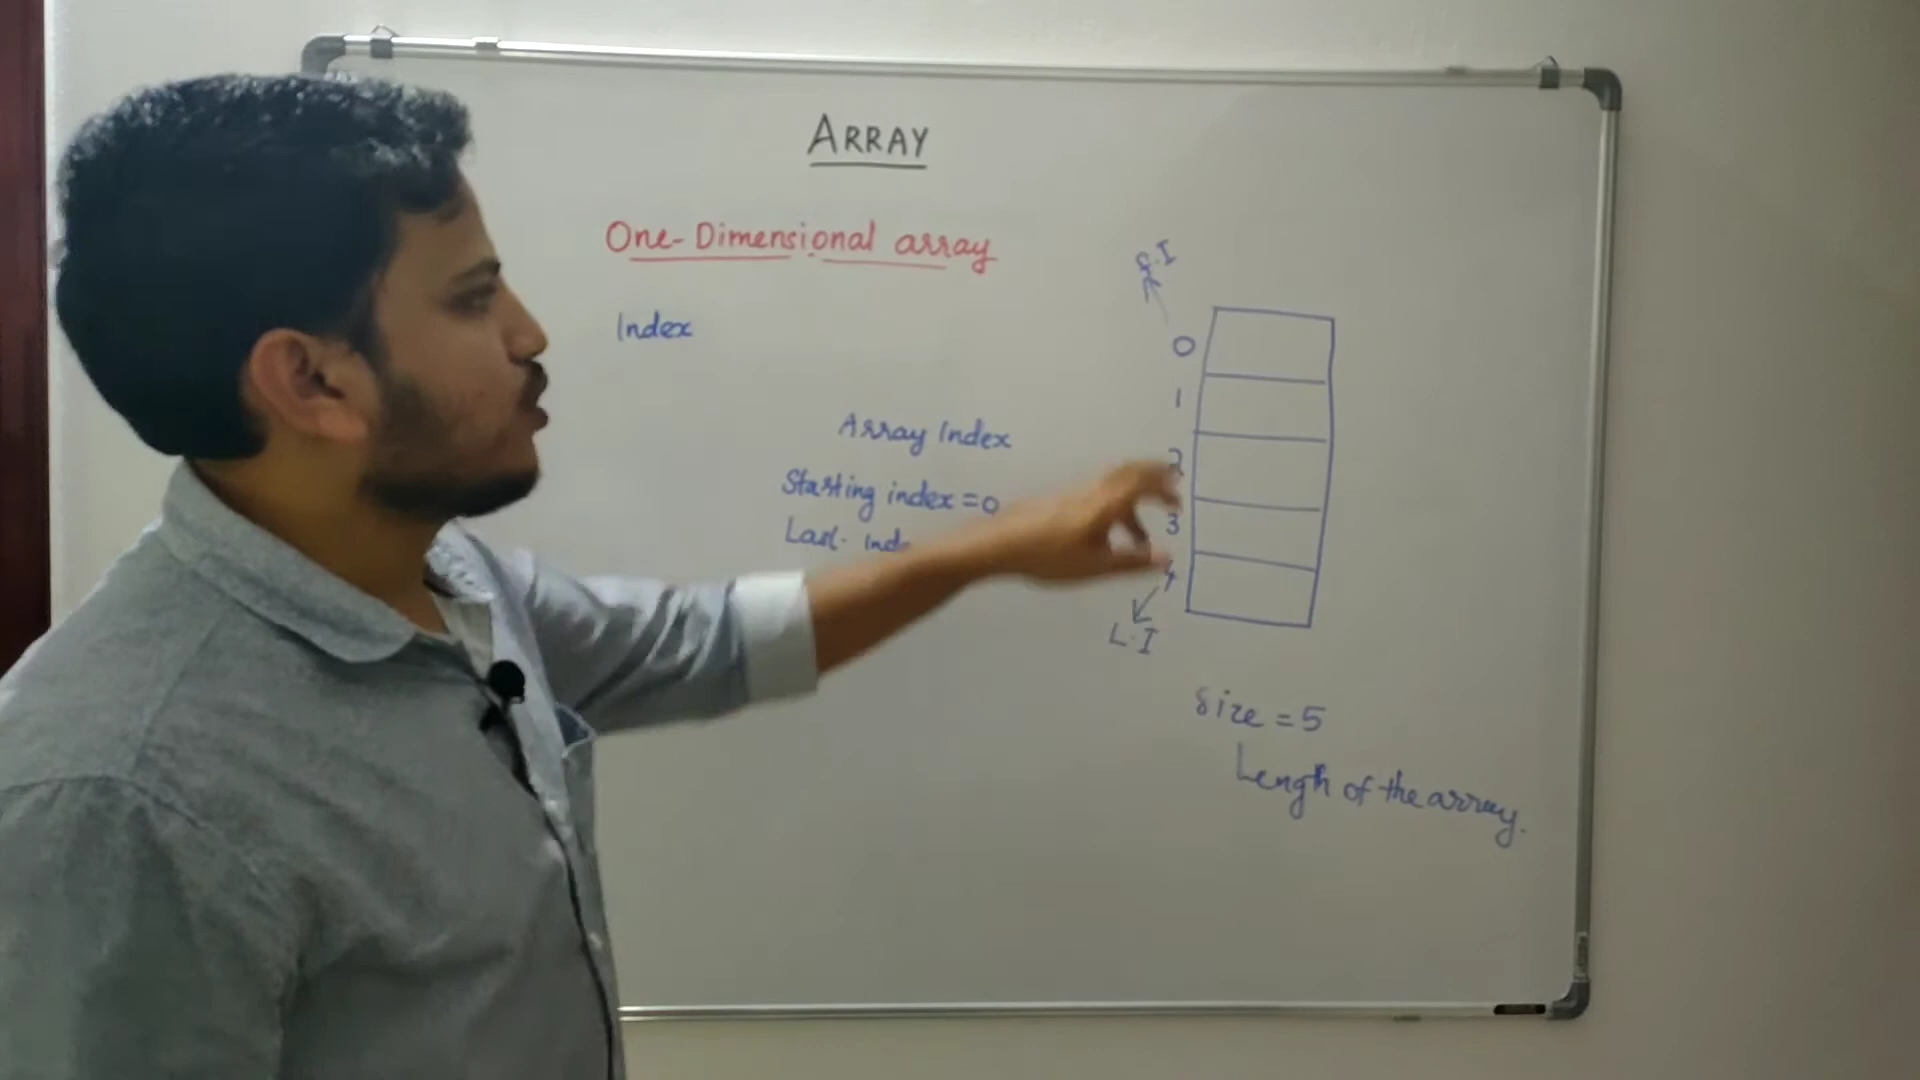 ARRAY
One-Dimensional array
Index
Array Index
Starting index = 0
Last
S.I
0
1
2
3
4
L.I
Size = 5
Length of the array.